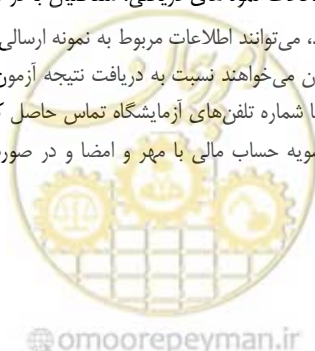 د، می‌توانند اطلاعات مربوط به نمونه ارسالی
ن می‌خواهند نسبت به دریافت نتیجه آزمون
با شماره تلفن‌های آزمایشگاه تماس حاصل
سویه حساب مالی با مهر و امضا و در صور
omoorepeyman.ir